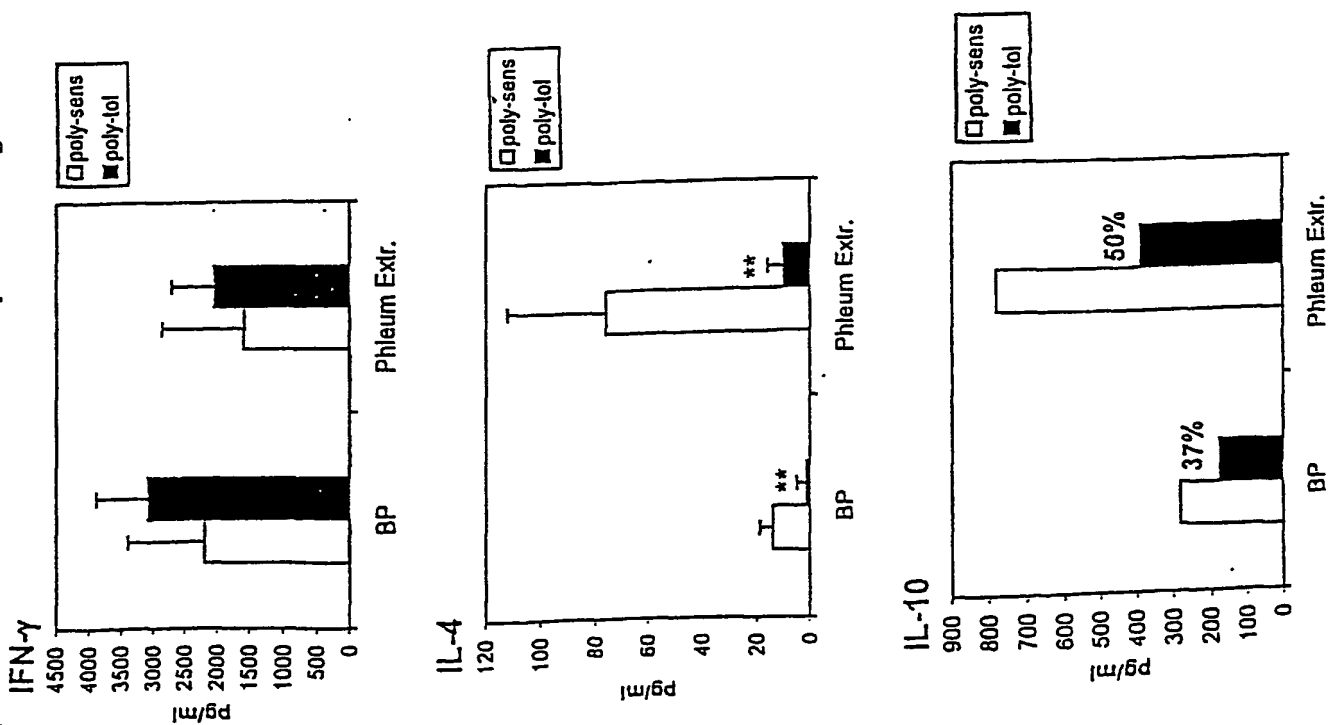 IFN-γ
4500
4000
3500
3000
2500
2000
1500
1000
500
0
pg/ml
BP
Phleum Extr.
poly-sens
poly-tol
IL-4
120
100
80
60
40
20
0
pg/ml
**
**
BP
Phleum Extr.
poly-sens
poly-tol
IL-10
900
800
700
600
500
400
300
200
100
0
pg/ml
37%
50%
BP
Phleum Extr.
poly-sens
poly-tol